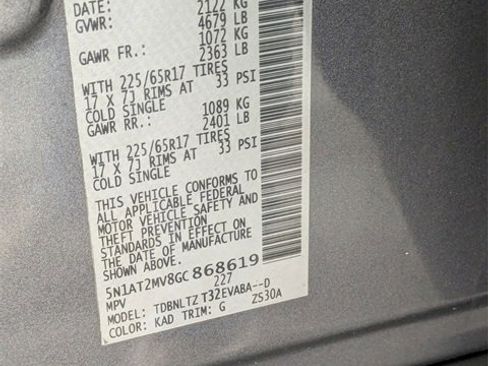 DATE: 2122 KG
GVWR: 4679 LB
1072 KG
GAWR FR.: 2363 LB
WITH 225/65R17 TIRES
17 X 7J RIMS AT 33 PSI
COLD SINGLE 1089 KG
GAWR RR.: 2401 LB
WITH 225/65R17 TIRES
17 X 7J RIMS AT 33 PSI
COLD SINGLE
THIS VEHICLE CONFORMS TO
ALL APPLICABLE FEDERAL
MOTOR VEHICLE SAFETY AND
THEFT PREVENTION
STANDARDS IN EFFECT ON
THE DATE OF MANUFACTURE
SHOWN ABOVE.
5N1AT2MV8GC868619
MPV 227
MODEL: TDBNLTZ T32EVABA--D
COLOR: KAD TRIM: G ZS30A